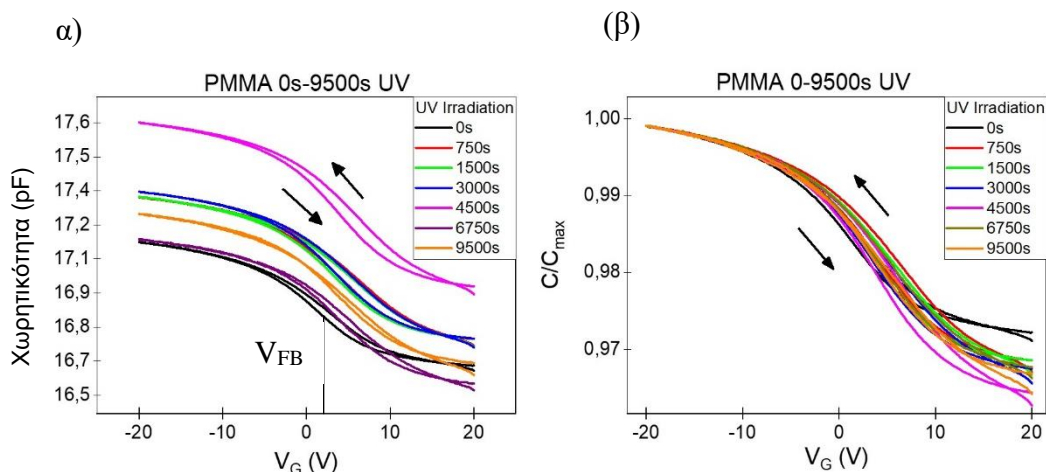 α)
PMMA 0s-9500s UV
17,6
17,5
17,4
17,1
16,9
16,8
16,7
16,5
Χωρητικότητα (pF)
-20
-10
0
10
20
V_G (V)
V_FB
UV Irradiation
0s
750s
1500s
3000s
4500s
6750s
9500s
(β)
PMMA 0-9500s UV
1,00
0,99
0,98
0,97
C/C_max
-20
-10
0
10
20
V_G (V)
UV Irradiation
0s
750s
1500s
3000s
4500s
6750s
9500s